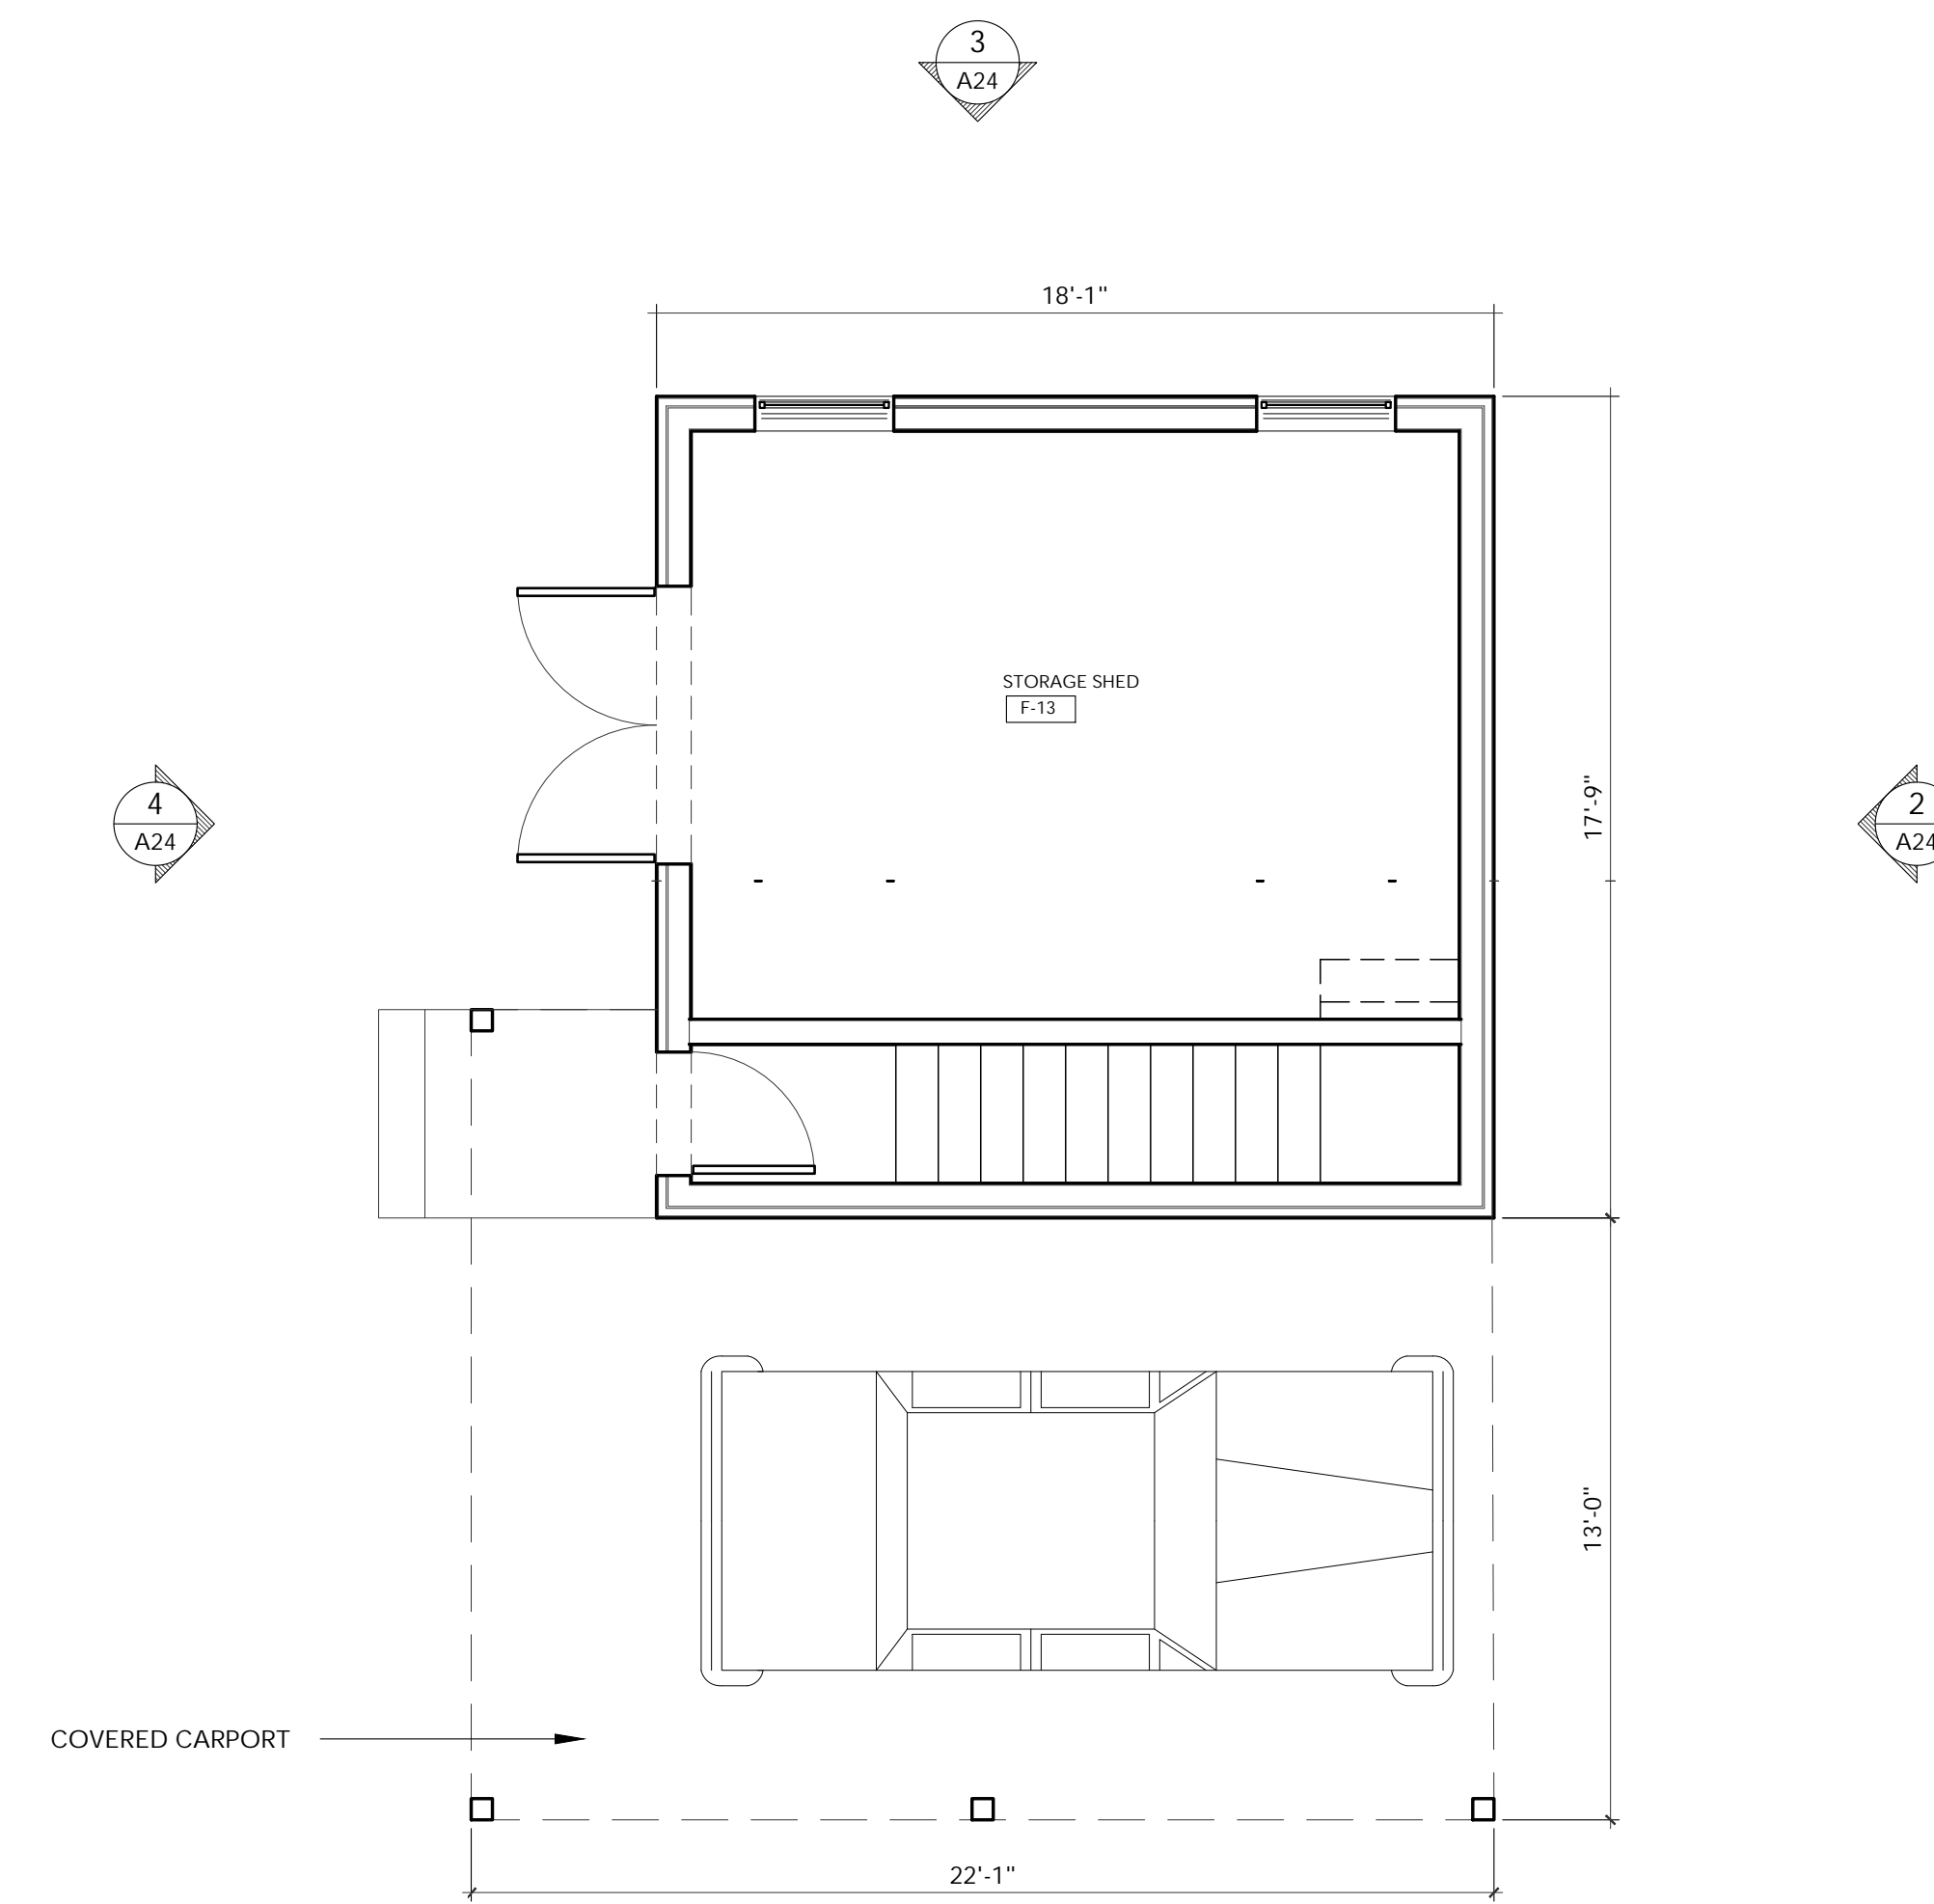 3
A24
18'-1"
STORAGE SHED
F-13
17'-9"
4
A24
2
A24
13'-0"
COVERED CARPORT
22'-1"